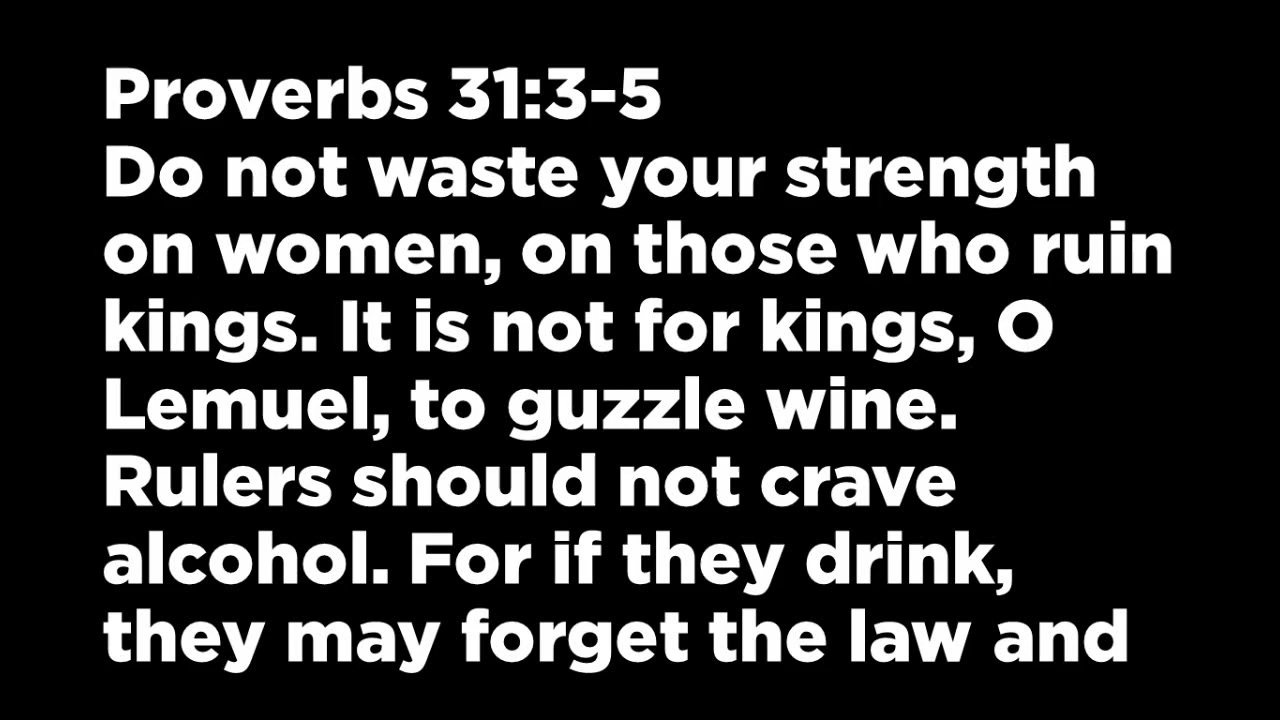 Proverbs 31:3-5
Do not waste your strength
on women, on those who ruin
kings. It is not for kings, O
Lemuel, to guzzle wine.
Rulers should not crave
alcohol. For if they drink,
they may forget the law and